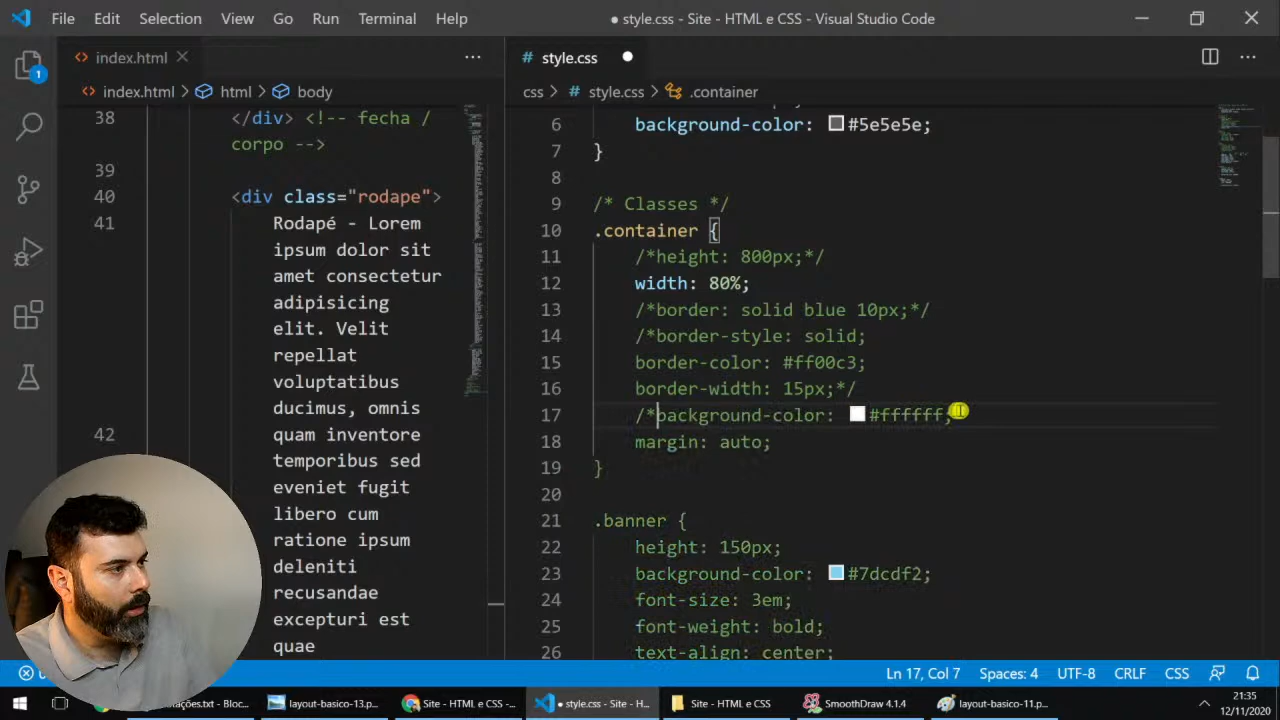 File Edit Selection View Go Run Terminal Help ● style.css - Site - HTML e CSS - Visual Studio Code
index.html
index.html > html > body
38 </div> <!-- fecha /
corpo -->
39
40 <div class="rodape">
41 Rodapé - Lorem
ipsum dolor sit
amet consectetur
adipisicing
elit. Velit
repellat
voluptatibus
ducimus, omnis
42 quam inventore
temporibus sed
eveniet fugit
libero cum
ratione ipsum
deleniti
recusandae
excepturi est
quae
# style.css
css > # style.css > .container
6 background-color: #5e5e5e;
7 }
8
9 /* Classes */
10 .container {
11 /*height: 800px;*/
12 width: 80%;
13 /*border: solid blue 10px;*/
14 /*border-style: solid;
15 border-color: #ff00c3;
16 border-width: 15px;*/
17 /*background-color: #ffffff;
18 margin: auto;
19 }
20
21 .banner {
22 height: 150px;
23 background-color: #7dcdf2;
24 font-size: 3em;
25 font-weight: bold;
26 text-align: center;
1
Ln 17, Col 7 Spaces: 4 UTF-8 CRLF CSS
tações.txt - Bloc... layout-basico-13.p... Site - HTML e CSS -... ● style.css - Site - H... Site - HTML e CSS SmoothDraw 4.1.4 layout-basico-11.p...
21:35
12/11/2020